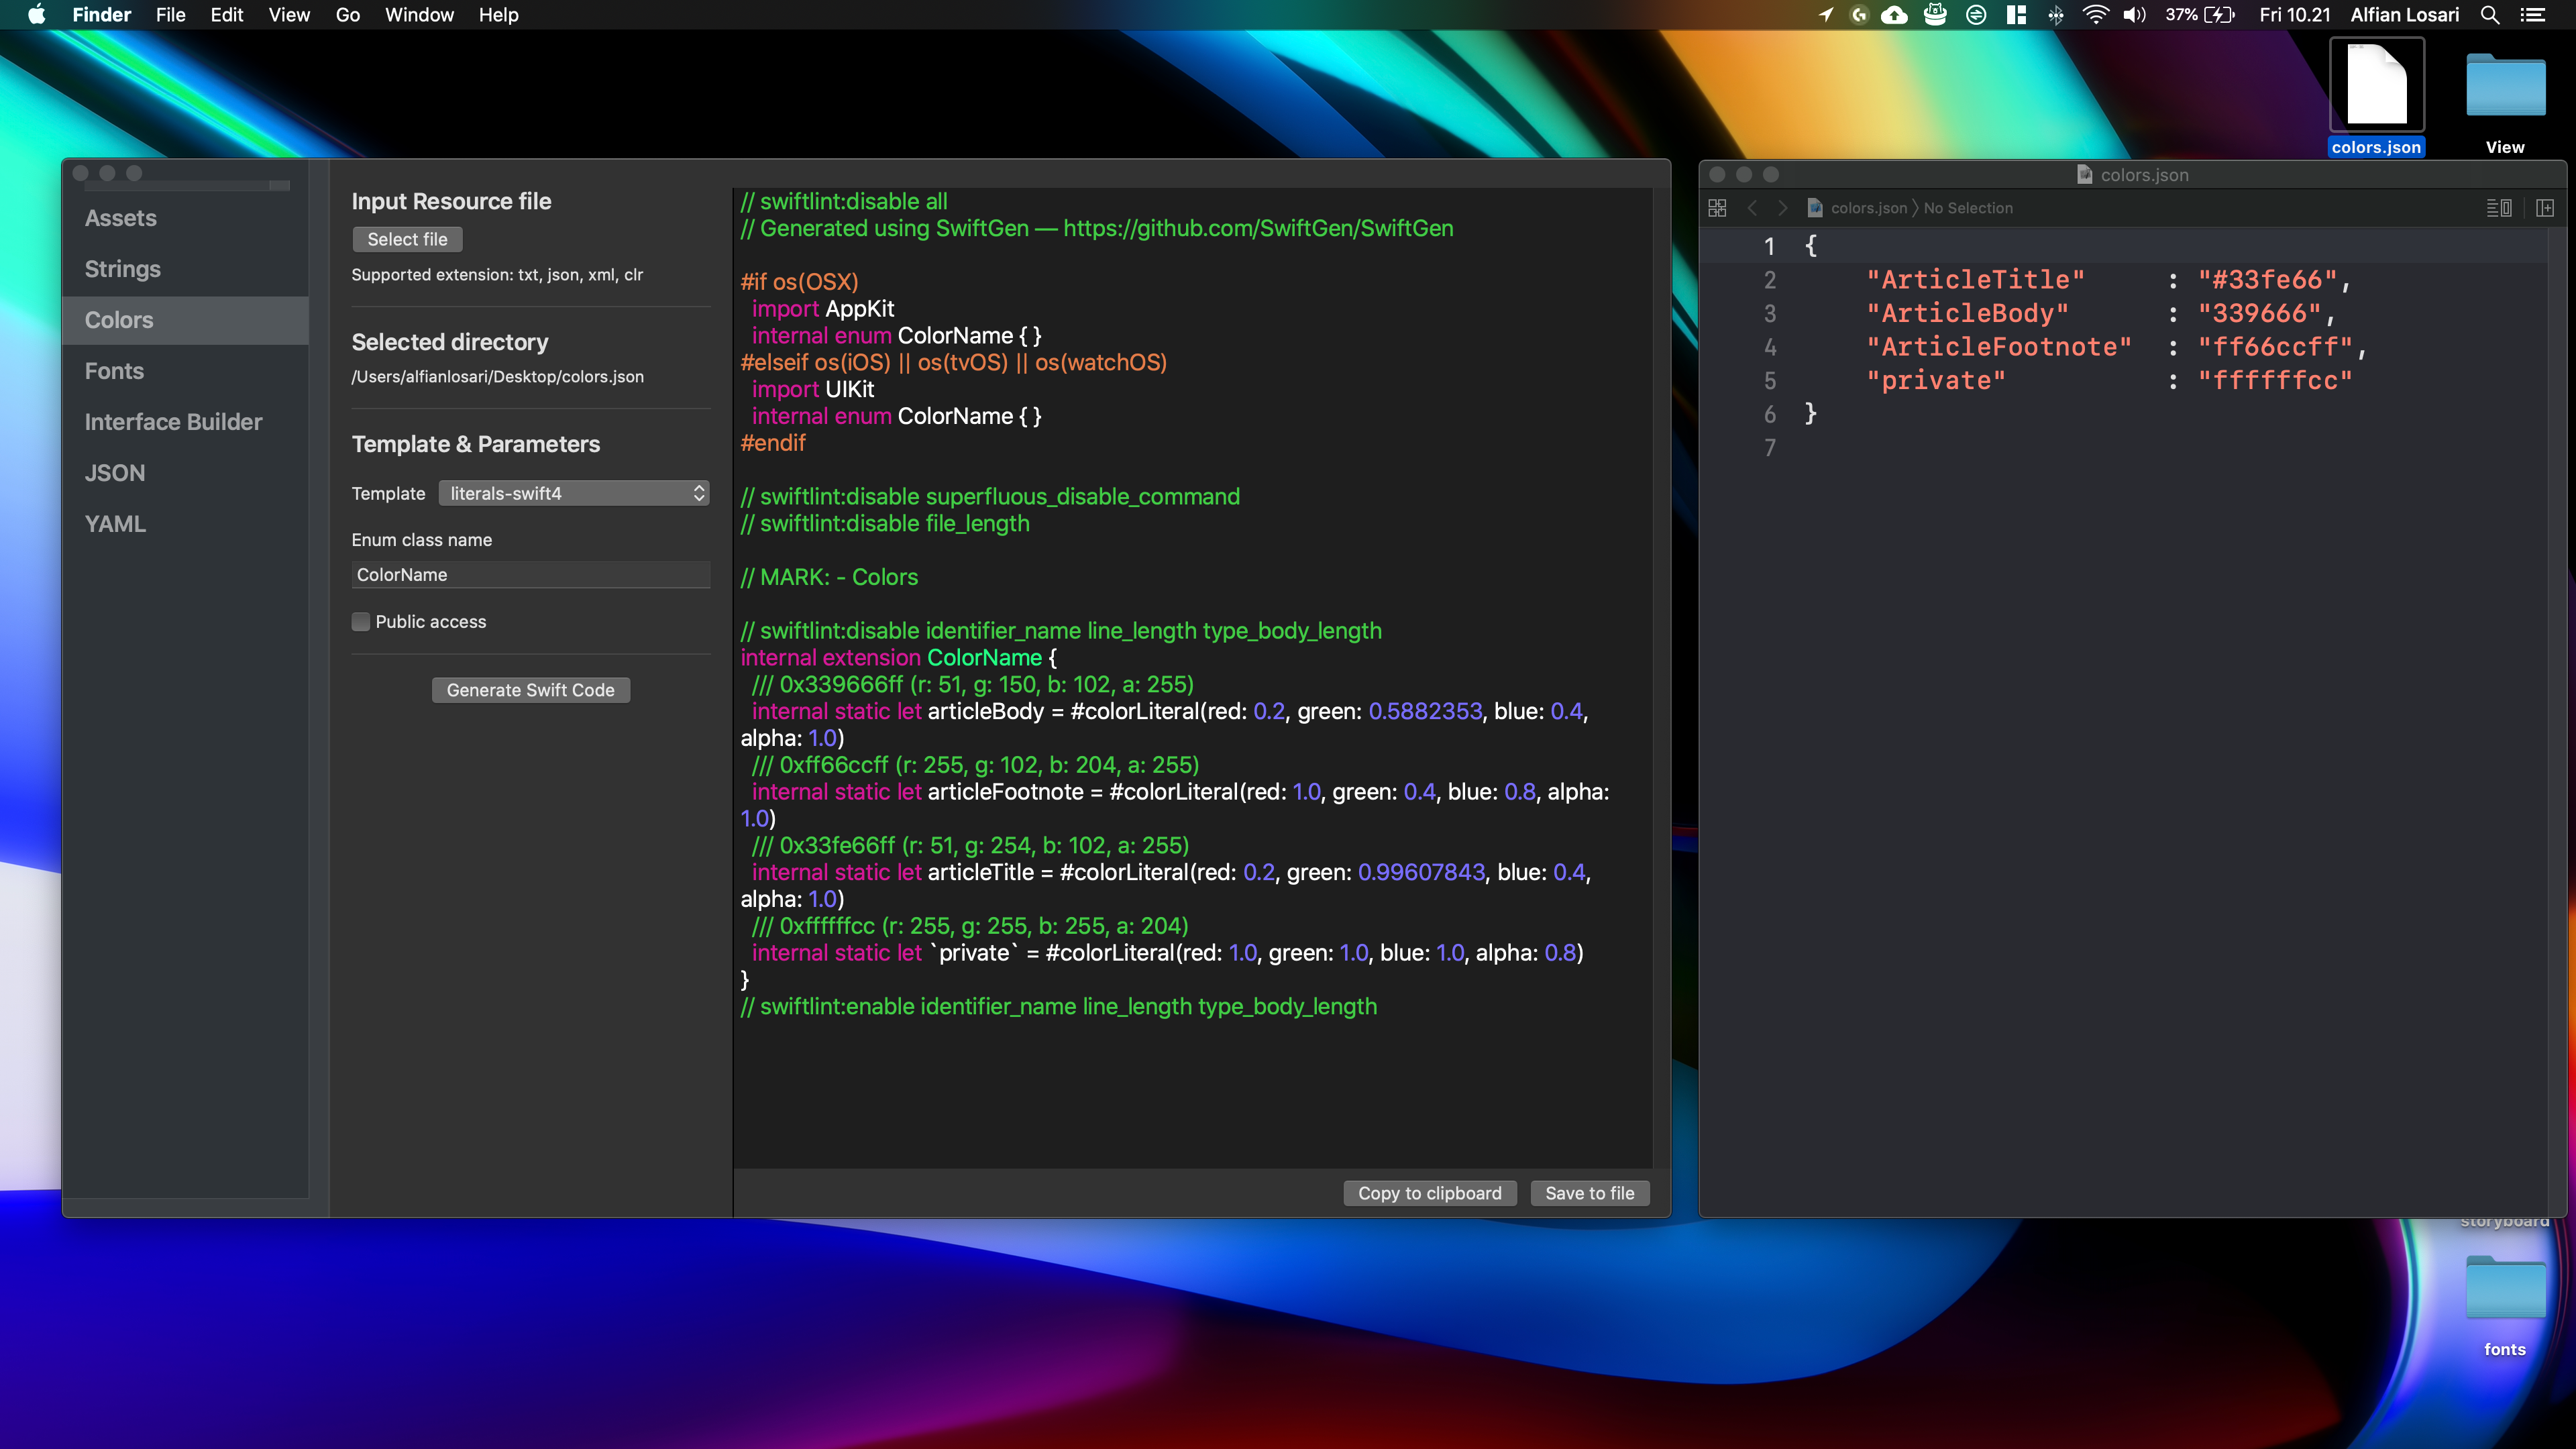 Finder File Edit View Go Window Help
37% Fri 10.21 Alfian Losari
colors.json
View
Assets
Strings
Colors
Fonts
Interface Builder
JSON
YAML
Input Resource file
Select file
Supported extension: txt, json, xml, clr
Selected directory
/Users/alfianlosari/Desktop/colors.json
Template & Parameters
Template literals-swift4
Enum class name
ColorName
Public access
Generate Swift Code
// swiftlint:disable all
// Generated using SwiftGen — https://github.com/SwiftGen/SwiftGen
#if os(OSX)
import AppKit
internal enum ColorName { }
#elseif os(iOS) || os(tvOS) || os(watchOS)
import UIKit
internal enum ColorName { }
#endif
// swiftlint:disable superfluous_disable_command
// swiftlint:disable file_length
// MARK: - Colors
// swiftlint:disable identifier_name line_length type_body_length
internal extension ColorName {
/// 0x339666ff (r: 51, g: 150, b: 102, a: 255)
internal static let articleBody = #colorLiteral(red: 0.2, green: 0.5882353, blue: 0.4,
alpha: 1.0)
/// 0xff66ccff (r: 255, g: 102, b: 204, a: 255)
internal static let articleFootnote = #colorLiteral(red: 1.0, green: 0.4, blue: 0.8, alpha:
1.0)
/// 0x33fe66ff (r: 51, g: 254, b: 102, a: 255)
internal static let articleTitle = #colorLiteral(red: 0.2, green: 0.99607843, blue: 0.4,
alpha: 1.0)
/// 0xffffffcc (r: 255, g: 255, b: 255, a: 204)
internal static let `private` = #colorLiteral(red: 1.0, green: 1.0, blue: 1.0, alpha: 0.8)
}
// swiftlint:enable identifier_name line_length type_body_length
Copy to clipboard Save to file
colors.json
colors.json No Selection
1 {
2 "ArticleTitle" : "#33fe66",
3 "ArticleBody" : "339666",
4 "ArticleFootnote" : "ff66ccff",
5 "private" : "ffffffcc"
6 }
7
storyboard
fonts